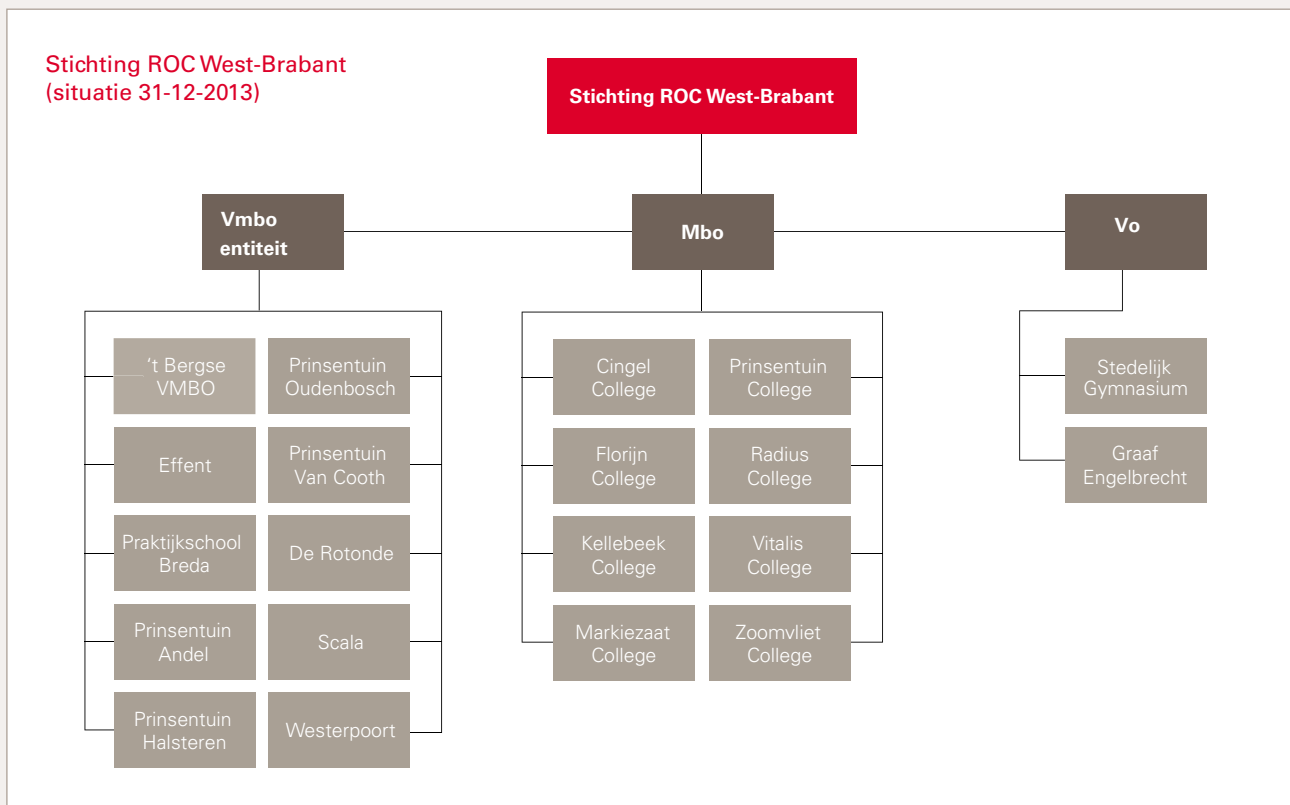 Stichting ROC West-Brabant
(situatie 31-12-2013)
Stichting ROC West-Brabant
Vmbo
entiteit
Mbo
Vo
‘t Bergse
VMBO
Prinsentuin
Oudenbosch
Effent
Prinsentuin
Van Cooth
Praktijkschool
Breda
De Rotonde
Prinsentuin
Andel
Scala
Prinsentuin
Halsteren
Westerpoort
Cingel
College
Prinsentuin
College
Florijn
College
Radius
College
Kellebeek
College
Vitalis
College
Markiezaat
College
Zoomvliet
College
Stedelijk
Gymnasium
Graaf
Engelbrecht